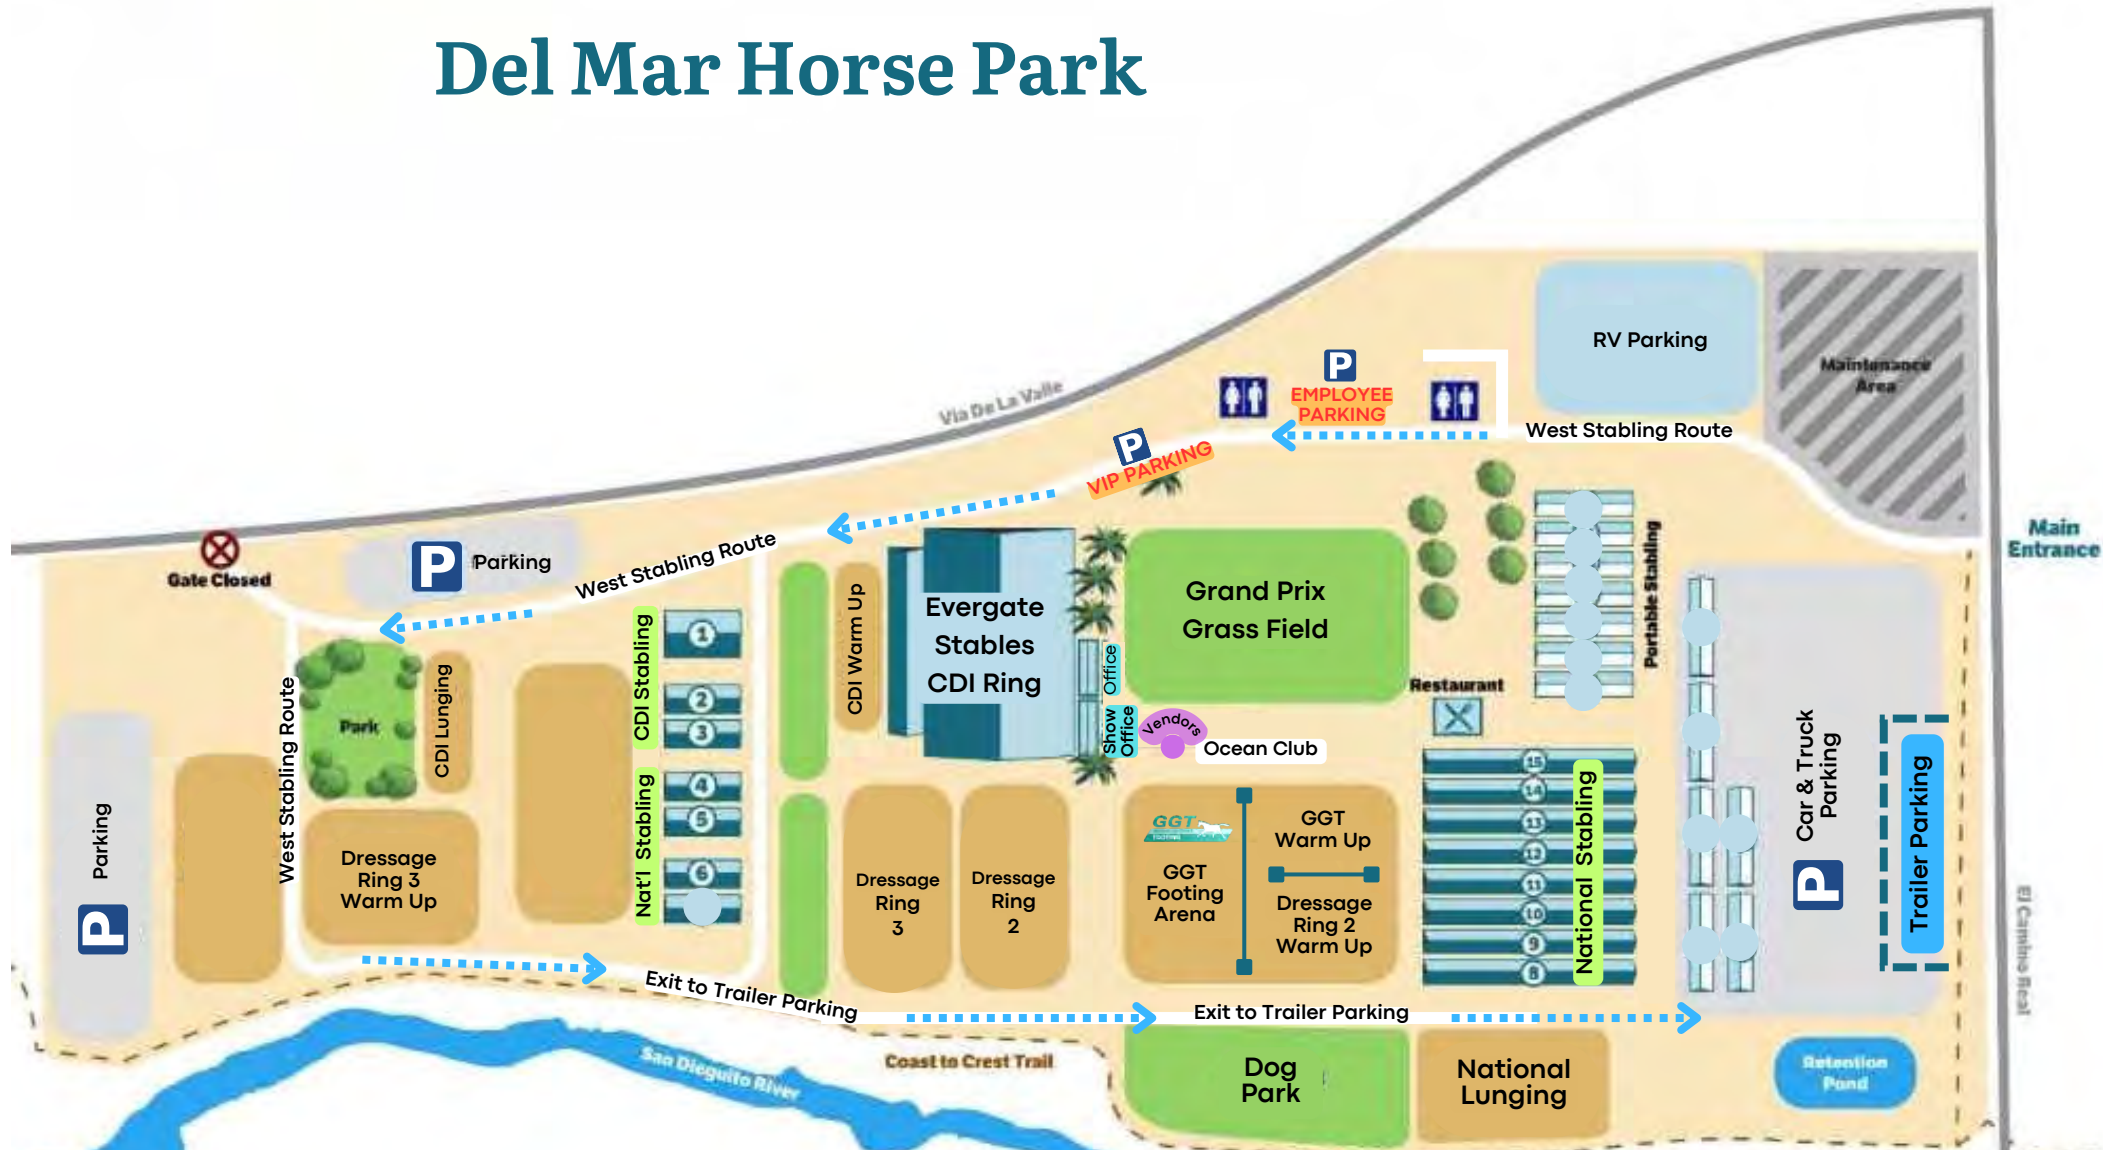 Del Mar Horse Park
Via De La Valle
P
EMPLOYEE
PARKING
P
VIP PARKING
RV Parking
Maintenance
Area
West Stabling Route
Main
Entrance
Gate Closed
P
Parking
West Stabling Route
West Stabling Route
Park
CDI Lunging
Parking
P
Dressage
Ring 3
Warm Up
CDI Stabling
1
2
3
Nat'l Stabling
4
5
6
CDI Warm Up
Evergate
Stables
CDI Ring
Office
Show
Office
Vendors
Ocean Club
Grand Prix
Grass Field
Restaurant
Portable Stabling
Dressage
Ring
3
Dressage
Ring
2
GGT
FOOTING
GGT
Footing
Arena
GGT
Warm Up
Dressage
Ring 2
Warm Up
15
14
13
12
11
10
9
8
National Stabling
Car & Truck
Parking
P
Trailer Parking
El Camino Real
Exit to Trailer Parking
Exit to Trailer Parking
San Dieguito River
Coast to Crest Trail
Dog
Park
National
Lunging
Retention
Pond